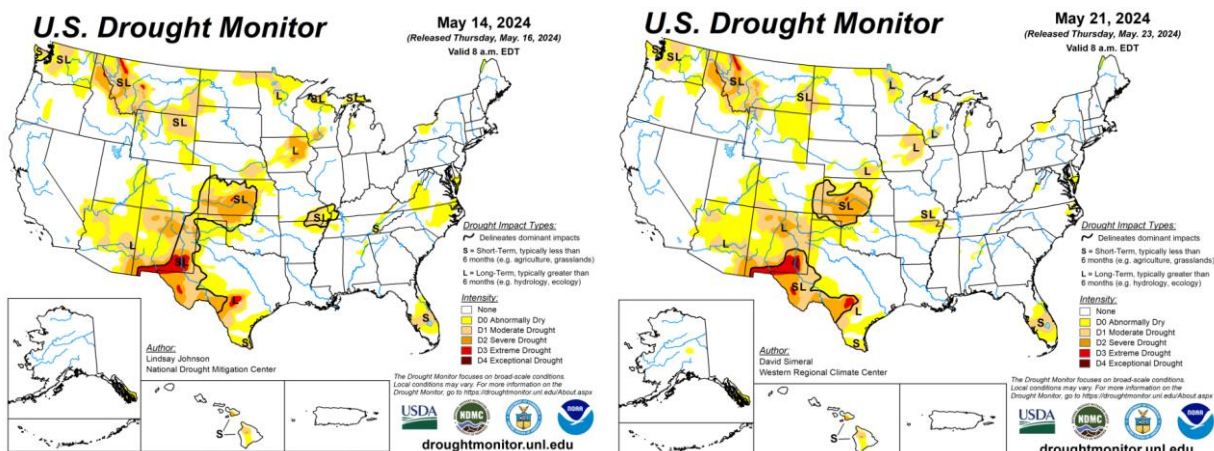 U.S. Drought Monitor
May 14, 2024
(Released Thursday, May. 16, 2024)
Valid 8 a.m. EDT
SL
SL
SL
L
SL
SL
L
SL
SL
S
L
SL
L
S
S
Drought Impact Types:
Delineates dominant impacts
S = Short-Term, typically less than
6 months (e.g. agriculture, grasslands)
L = Long-Term, typically greater than
6 months (e.g. hydrology, ecology)
Intensity:
None
D0 Abnormally Dry
D1 Moderate Drought
D2 Severe Drought
D3 Extreme Drought
D4 Exceptional Drought
Author:
Lindsay Johnson
National Drought Mitigation Center
S
The Drought Monitor focuses on broad-scale conditions.
Local conditions may vary. For more information on the
Drought Monitor, go to https://droughtmonitor.unl.edu/About.aspx
USDA
NDMC
NOAA
droughtmonitor.unl.edu
U.S. Drought Monitor
May 21, 2024
(Released Thursday, May. 23, 2024)
Valid 8 a.m. EDT
S
SL
SL
SL
L
L
L
L
L
SL
SL
L
L
SL
L
S
S
Drought Impact Types:
Delineates dominant impacts
S = Short-Term, typically less than
6 months (e.g. agriculture, grasslands)
L = Long-Term, typically greater than
6 months (e.g. hydrology, ecology)
Intensity:
None
D0 Abnormally Dry
D1 Moderate Drought
D2 Severe Drought
D3 Extreme Drought
D4 Exceptional Drought
Author:
David Simeral
Western Regional Climate Center
S
The Drought Monitor focuses on broad-scale conditions.
Local conditions may vary. For more information on the
Drought Monitor, go to https://droughtmonitor.unl.edu/About.aspx
USDA
NDMC
NOAA
droughtmonitor.unl.edu